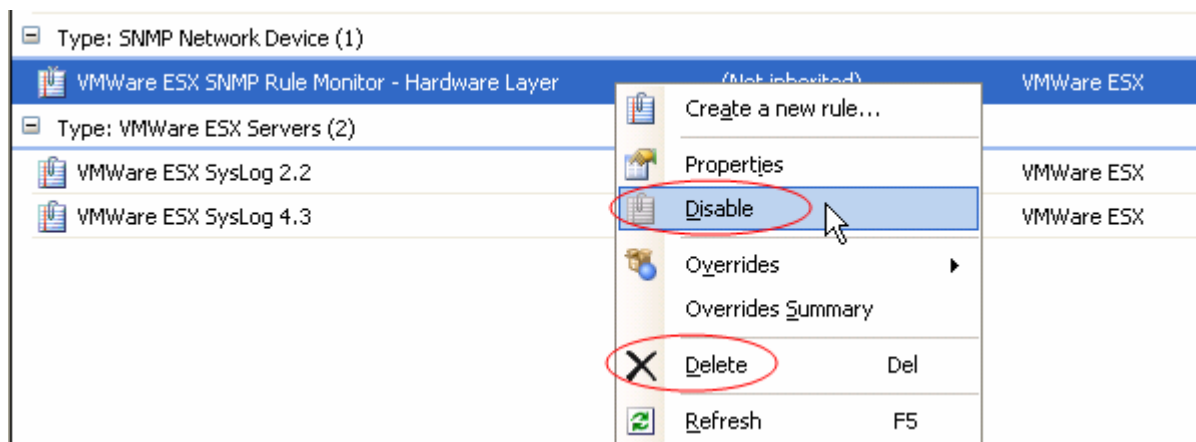 Type: SNMP Network Device (1)
VMWare ESX SNMP Rule Monitor - Hardware Layer (Not inherited) VMWare ESX
Create a new rule...
Type: VMWare ESX Servers (2)
Properties
VMWare ESX SysLog 2.2 VMWare ESX
Disable
VMWare ESX SysLog 4.3 VMWare ESX
Overrides
Overrides Summary
Delete Del
Refresh F5